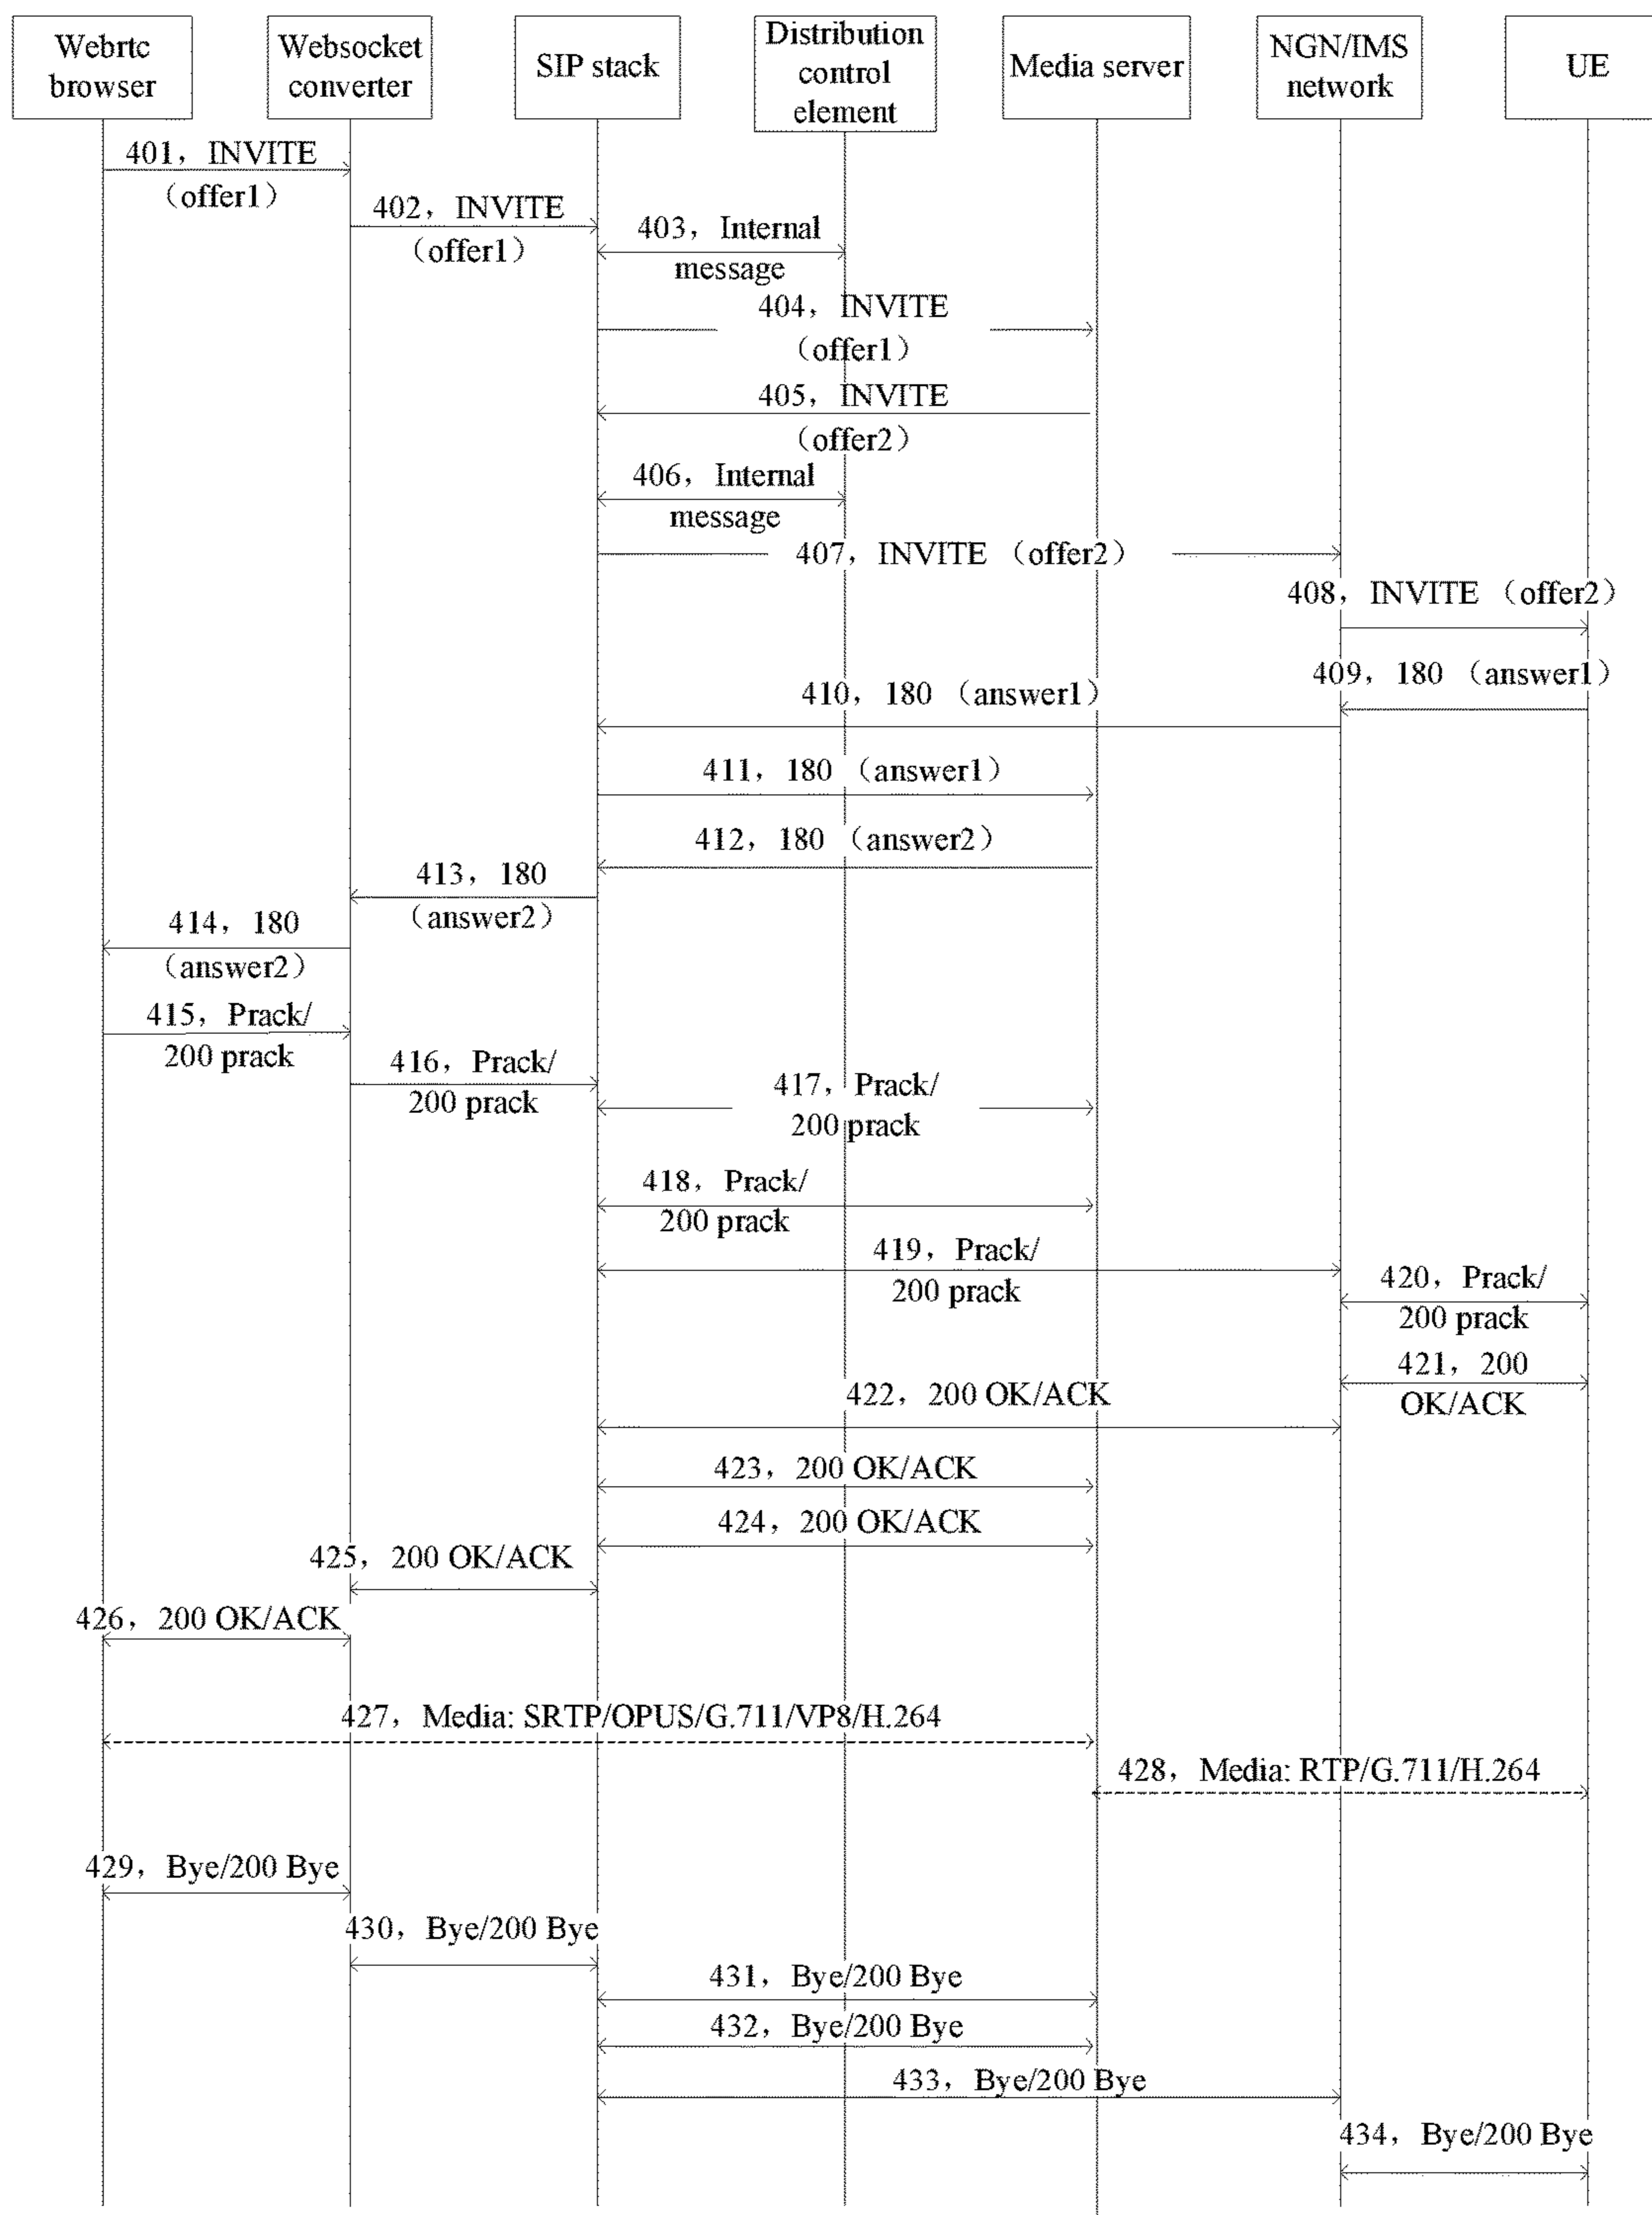 Webrtc
browser
Websocket
converter
SIP stack
Distribution
control
element
Media server
NGN/IMS
network
UE
401，INVITE
（offer1）
402，INVITE
（offer1）
403，Internal
message
404，INVITE
（offer1）
405，INVITE
（offer2）
406，Internal
message
407，INVITE（offer2）
408，INVITE（offer2）
409，180（answer1）
410，180（answer1）
411，180（answer1）
412，180（answer2）
413，180
（answer2）
414，180
（answer2）
415，Prack/
200 prack
416，Prack/
200 prack
417，Prack/
200 prack
418，Prack/
200 prack
419，Prack/
200 prack
420，Prack/
200 prack
421，200
OK/ACK
422，200 OK/ACK
423，200 OK/ACK
424，200 OK/ACK
425，200 OK/ACK
426，200 OK/ACK
427，Media: SRTP/OPUS/G.711/VP8/H.264
428，Media: RTP/G.711/H.264
429，Bye/200 Bye
430，Bye/200 Bye
431，Bye/200 Bye
432，Bye/200 Bye
433，Bye/200 Bye
434，Bye/200 Bye